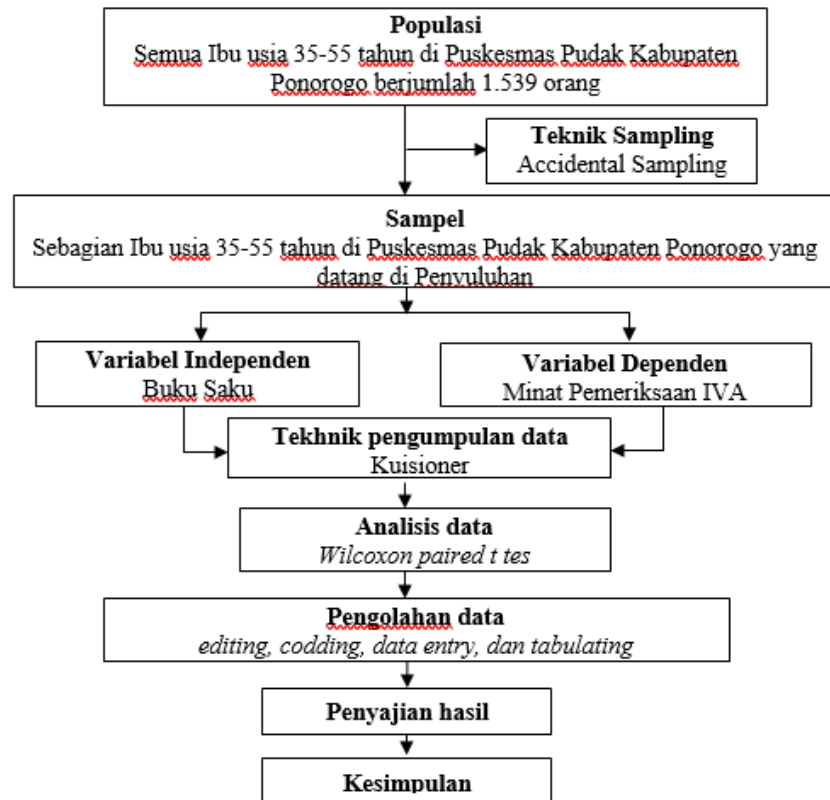 Populasi
Semua Ibu usia 35-55 tahun di Puskesmas Pudak Kabupaten
Ponorogo berjumlah 1.539 orang
Teknik Sampling
Accidental Sampling
Sampel
Sebagian Ibu usia 35-55 tahun di Puskesmas Pudak Kabupaten Ponorogo yang
datang di Penyuluhan
Variabel Independen
Buku Saku
Variabel Dependen
Minat Pemeriksaan IVA
Tekhnik pengumpulan data
Kuisioner
Analisis data
Wilcoxon paired t tes
Pengolahan data
editing, codding, data entry, dan tabulating
Penyajian hasil
Kesimpulan